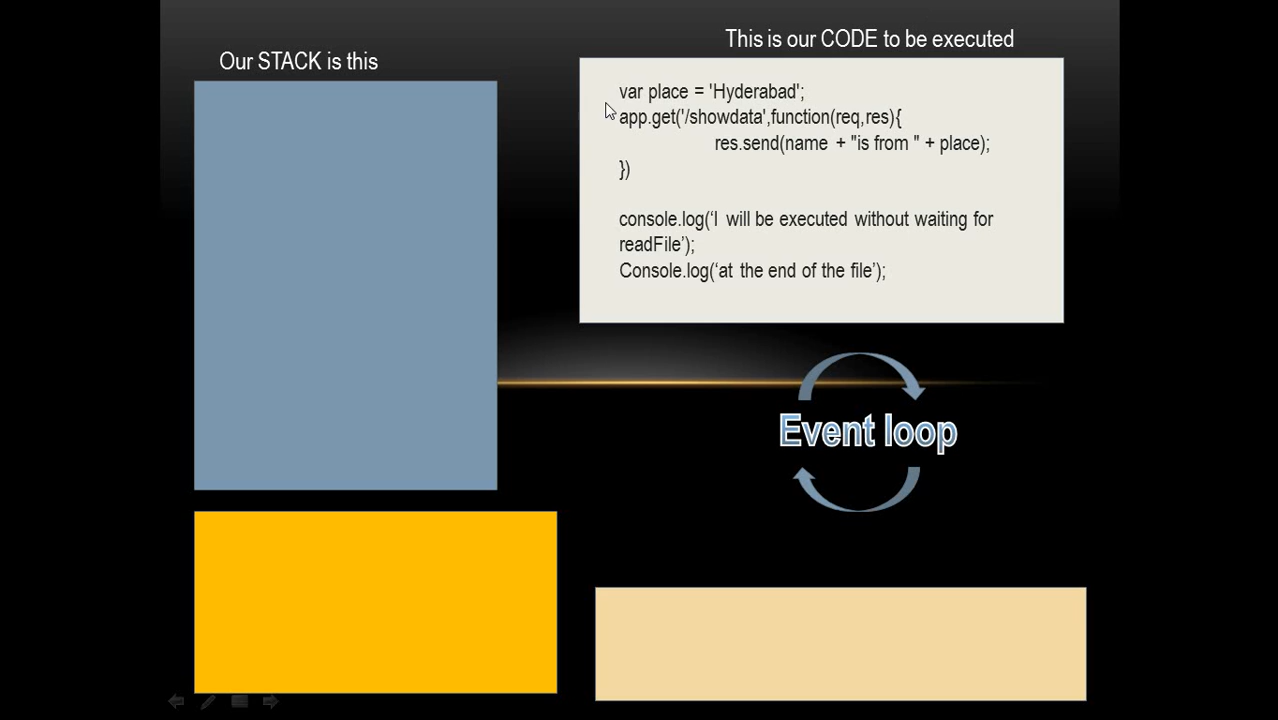 Our STACK is this
This is our CODE to be executed
var place = 'Hyderabad';
app.get('/showdata',function(req,res){
res.send(name + "is from " + place);
})
console.log(‘I will be executed without waiting for
readFile’);
Console.log(‘at the end of the file’);
Event loop